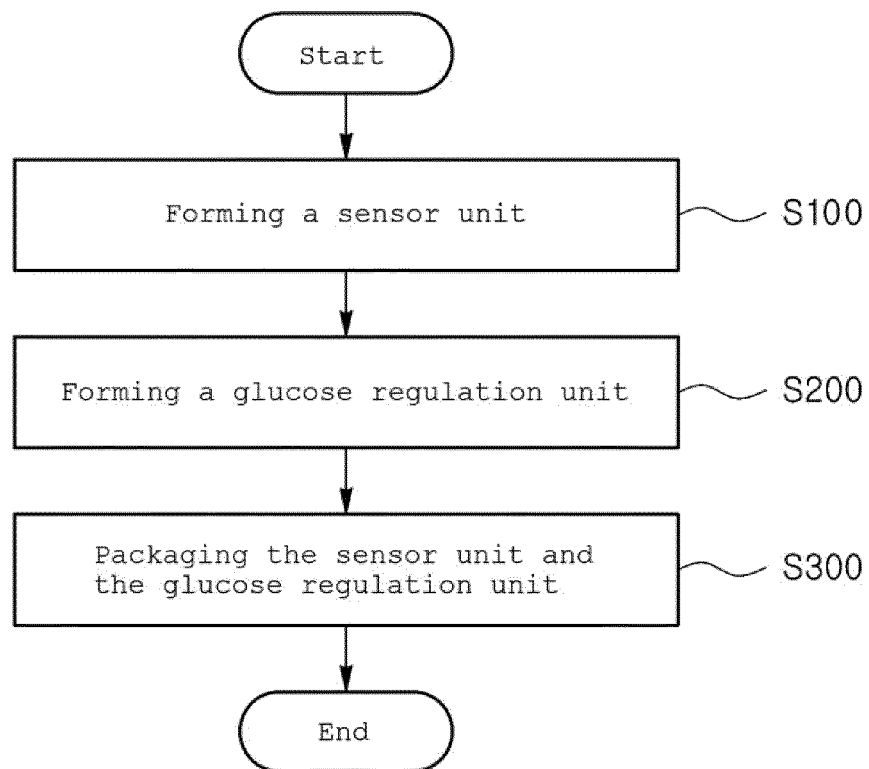 Start
Forming a sensor unit
S100
Forming a glucose regulation unit
S200
Packaging the sensor unit and
the glucose regulation unit
S300
End